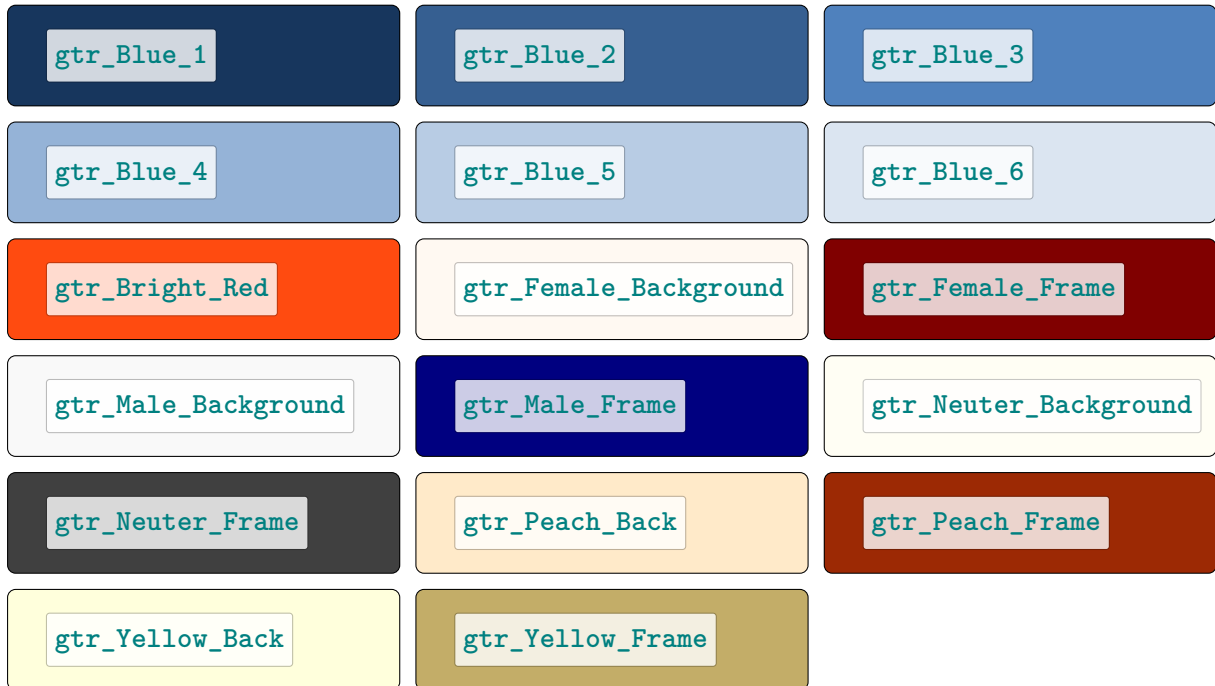 gtr_Blue_1 gtr_Blue_2 gtr_Blue_3
gtr_Blue_4 gtr_Blue_5 gtr_Blue_6
gtr_Bright_Red gtr_Female_Background gtr_Female_Frame
gtr_Male_Background gtr_Male_Frame gtr_Neuter_Background
gtr_Neuter_Frame gtr_Peach_Back gtr_Peach_Frame
gtr_Yellow_Back gtr_Yellow_Frame